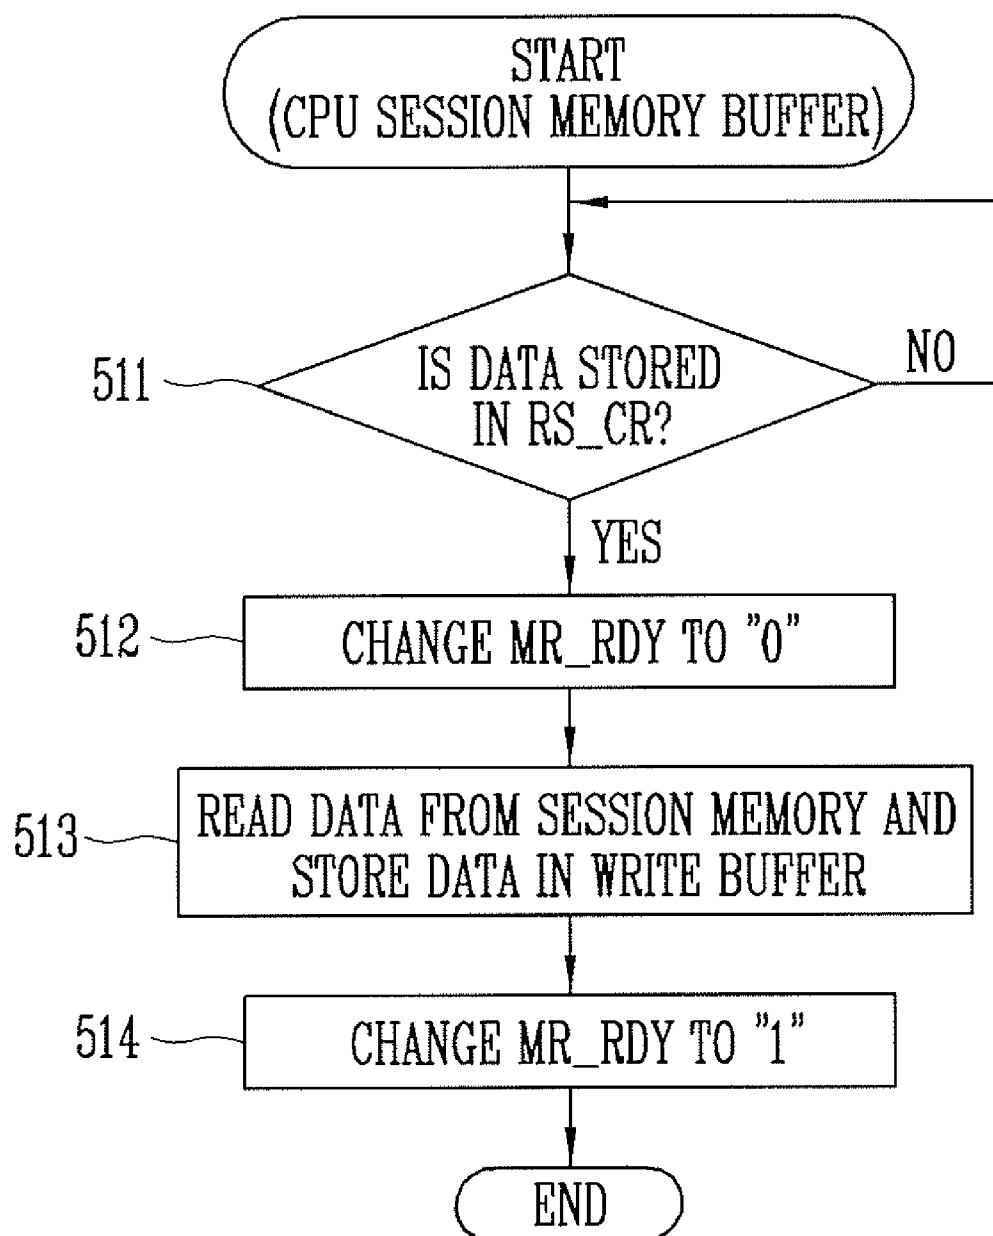 START
(CPU SESSION MEMORY BUFFER)
511
IS DATA STORED
IN RS_CR?
NO
YES
512
CHANGE MR_RDY TO "0"
513
READ DATA FROM SESSION MEMORY AND
STORE DATA IN WRITE BUFFER
514
CHANGE MR_RDY TO "1"
END